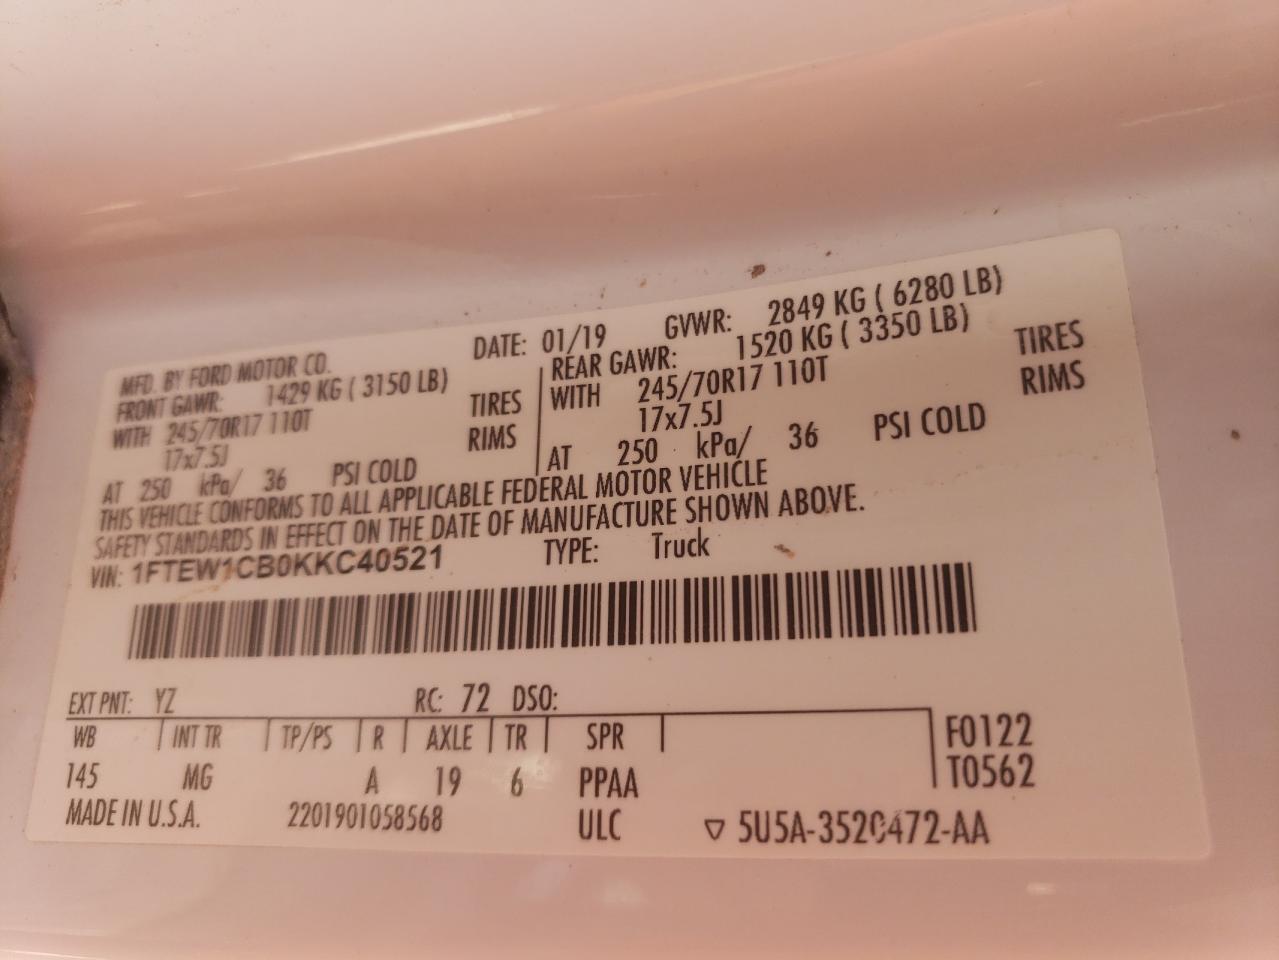 MFD. BY FORD MOTOR CO. DATE: 01/19 GVWR: 2849 KG ( 6280 LB)
FRONT GAWR: 1429 KG ( 3150 LB) REAR GAWR: 1520 KG ( 3350 LB)
WITH 245/70R17 110T TIRES WITH 245/70R17 110T TIRES
17x7.5J RIMS 17x7.5J RIMS
AT 250 kPa/ 36 PSI COLD AT 250 kPa/ 36 PSI COLD
THIS VEHICLE CONFORMS TO ALL APPLICABLE FEDERAL MOTOR VEHICLE
SAFETY STANDARDS IN EFFECT ON THE DATE OF MANUFACTURE SHOWN ABOVE.
VIN: 1FTEW1CB0KKC40521 TYPE: Truck
EXT PNT: YZ RC: 72 DSO:
WB INT TR TP/PS R AXLE TR SPR F0122
145 MG A 19 6 PPAA T0562
MADE IN U.S.A. 2201901058568 ULC ▽ 5U5A-3520472-AA